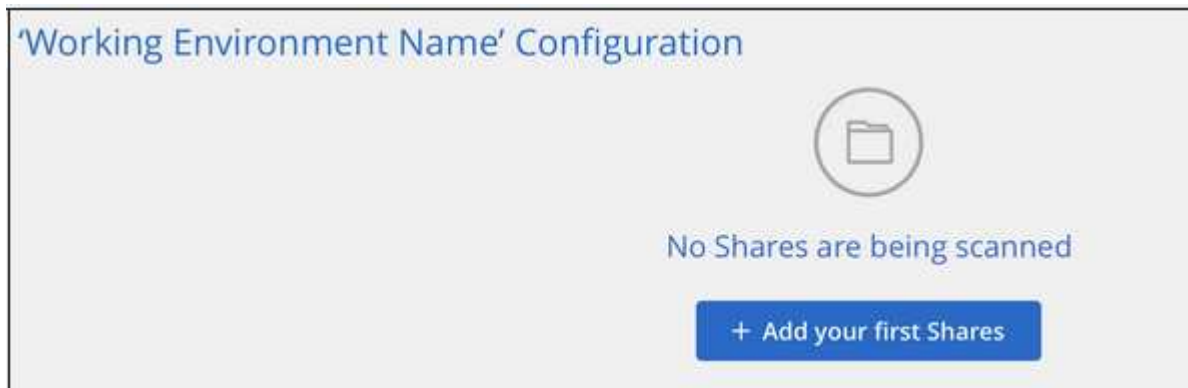 ‘Working Environment Name’ Configuration
No Shares are being scanned
+ Add your first Shares